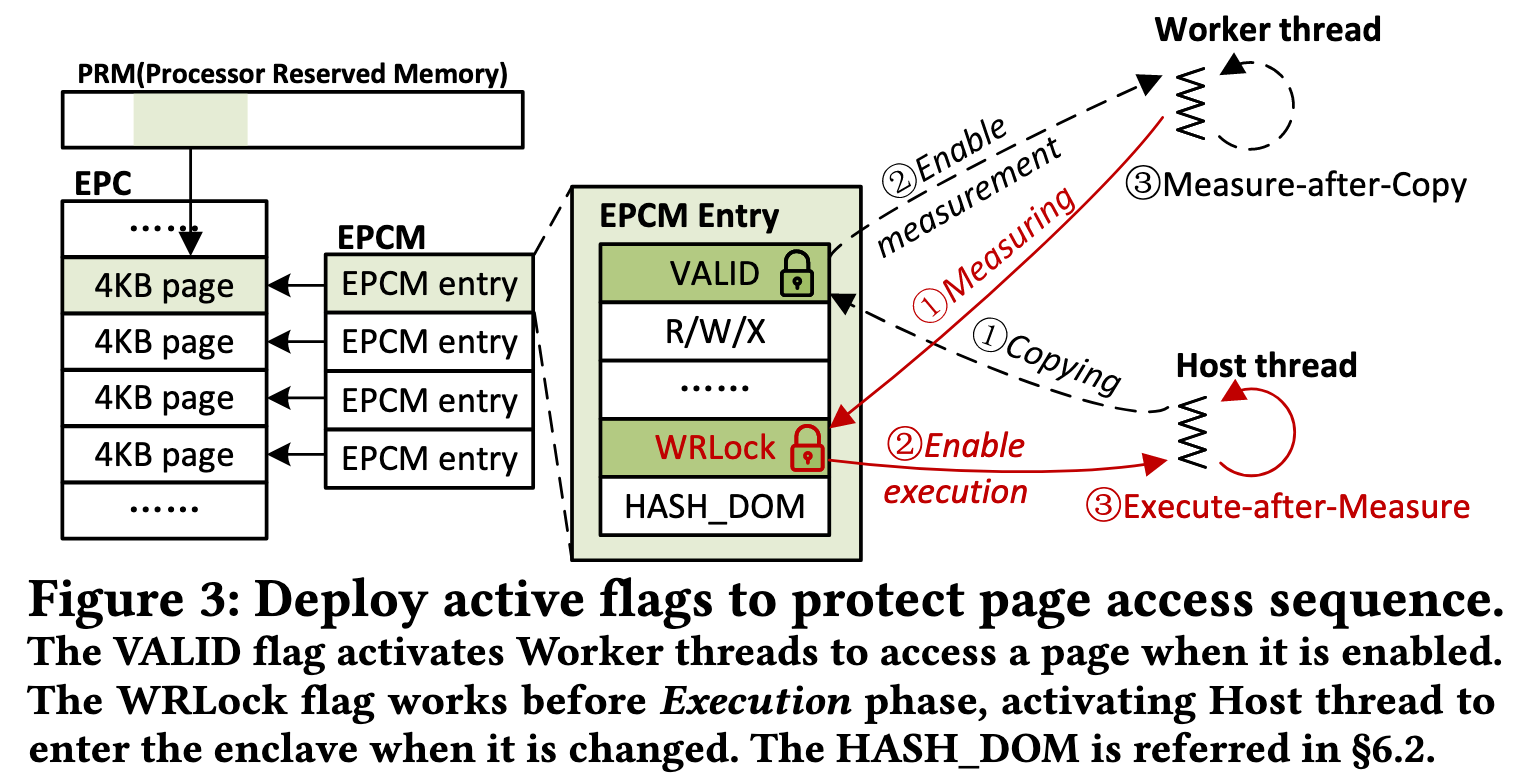 PRM(Processor Reserved Memory)
EPC
......
4KB page
4KB page
4KB page
4KB page
......
EPCM
EPCM entry
EPCM entry
EPCM entry
EPCM entry
EPCM Entry
VALID
R/W/X
......
WRLock
HASH_DOM
Worker thread
②Enable
measurement
③Measure-after-Copy
①Measuring
①Copying
Host thread
②Enable
execution
③Execute-after-Measure
Figure 3: Deploy active flags to protect page access sequence.
The VALID flag activates Worker threads to access a page when it is enabled.
The WRLock flag works before Execution phase, activating Host thread to
enter the enclave when it is changed. The HASH_DOM is referred in §6.2.